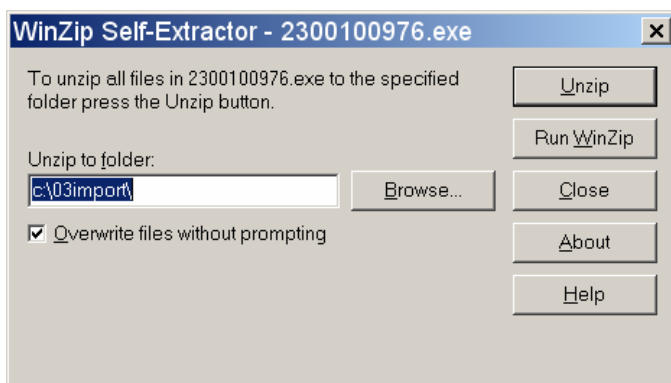 WinZip Self-Extractor - 2300100976.exe
To unzip all files in 2300100976.exe to the specified
folder press the Unzip button.
Unzip to folder:
c:\03import\
Browse...
Overwrite files without prompting
Unzip
Run WinZip
Close
About
Help